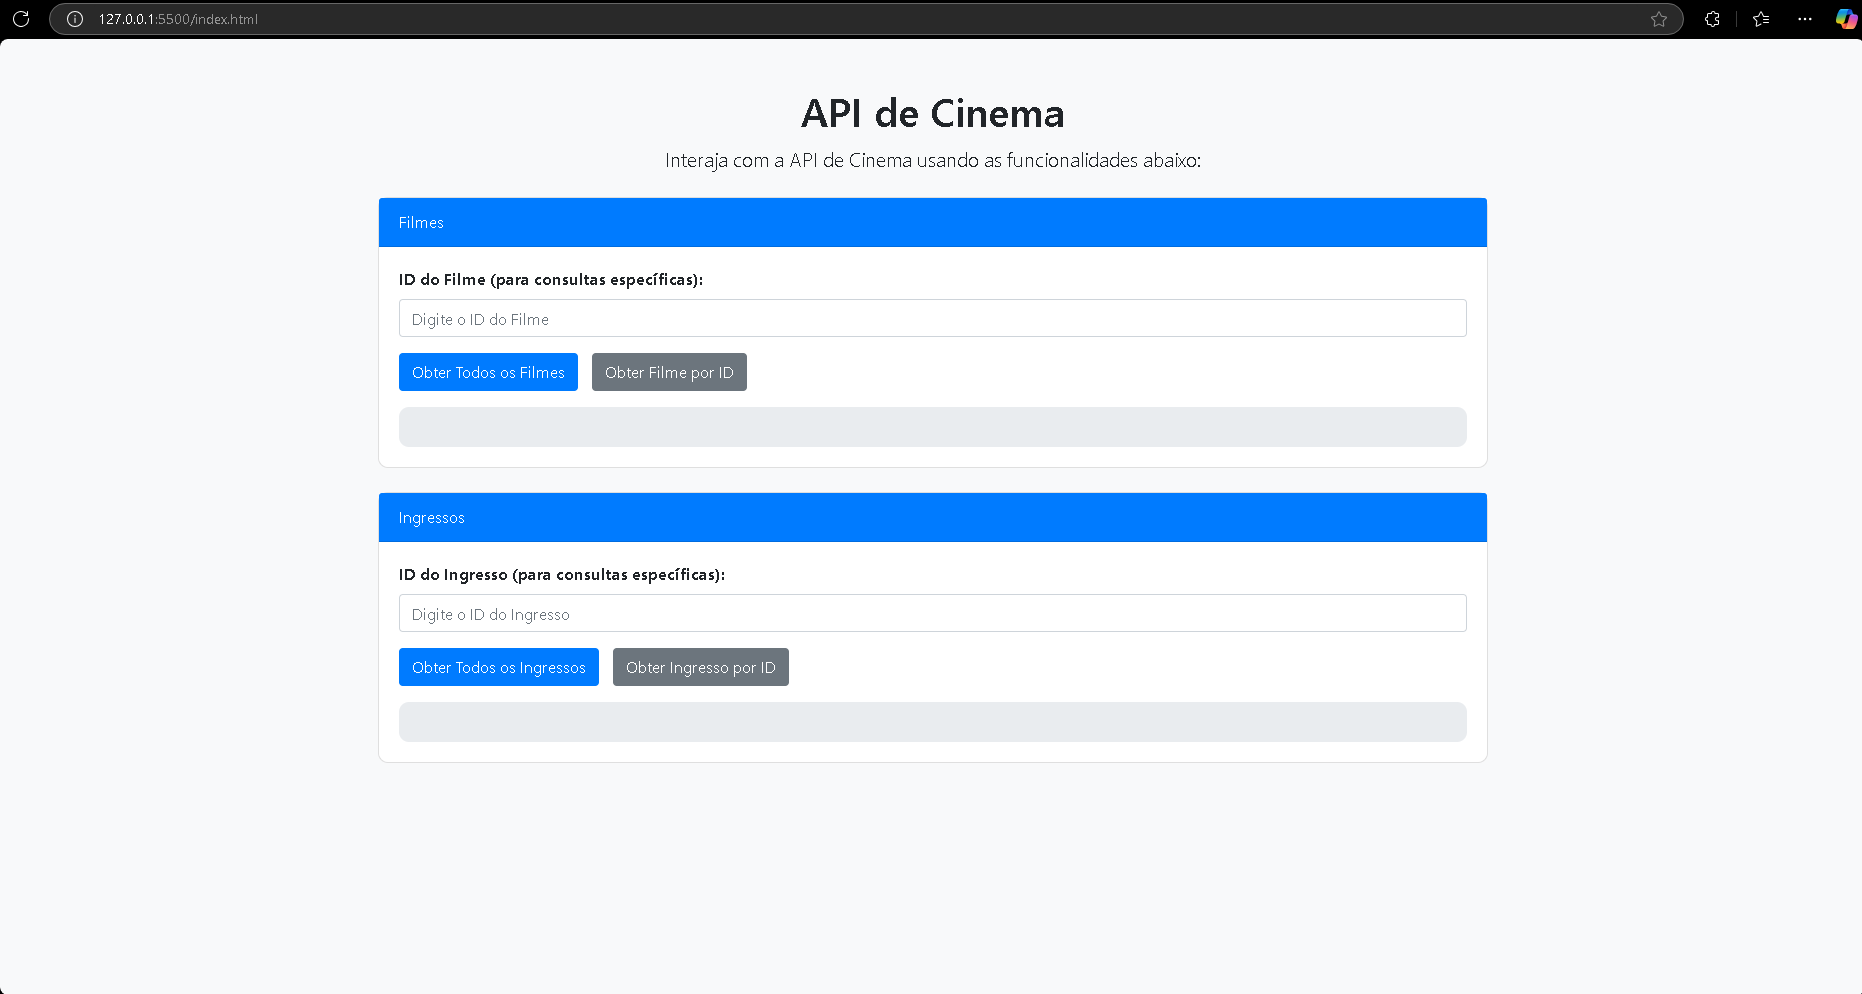 127.0.0.1:5500/index.html
API de Cinema
Interaja com a API de Cinema usando as funcionalidades abaixo:
Filmes
ID do Filme (para consultas específicas):
Digite o ID do Filme
Obter Todos os Filmes Obter Filme por ID
Ingressos
ID do Ingresso (para consultas específicas):
Digite o ID do Ingresso
Obter Todos os Ingressos Obter Ingresso por ID